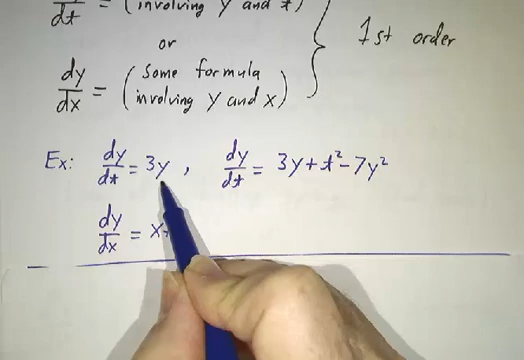 dy/dt = (involving y and t)
or
dy/dx = (some formula involving y and x)
1st order
Ex: dy/dt = 3y, dy/dt = 3y + t² - 7y²
dy/dx = x+